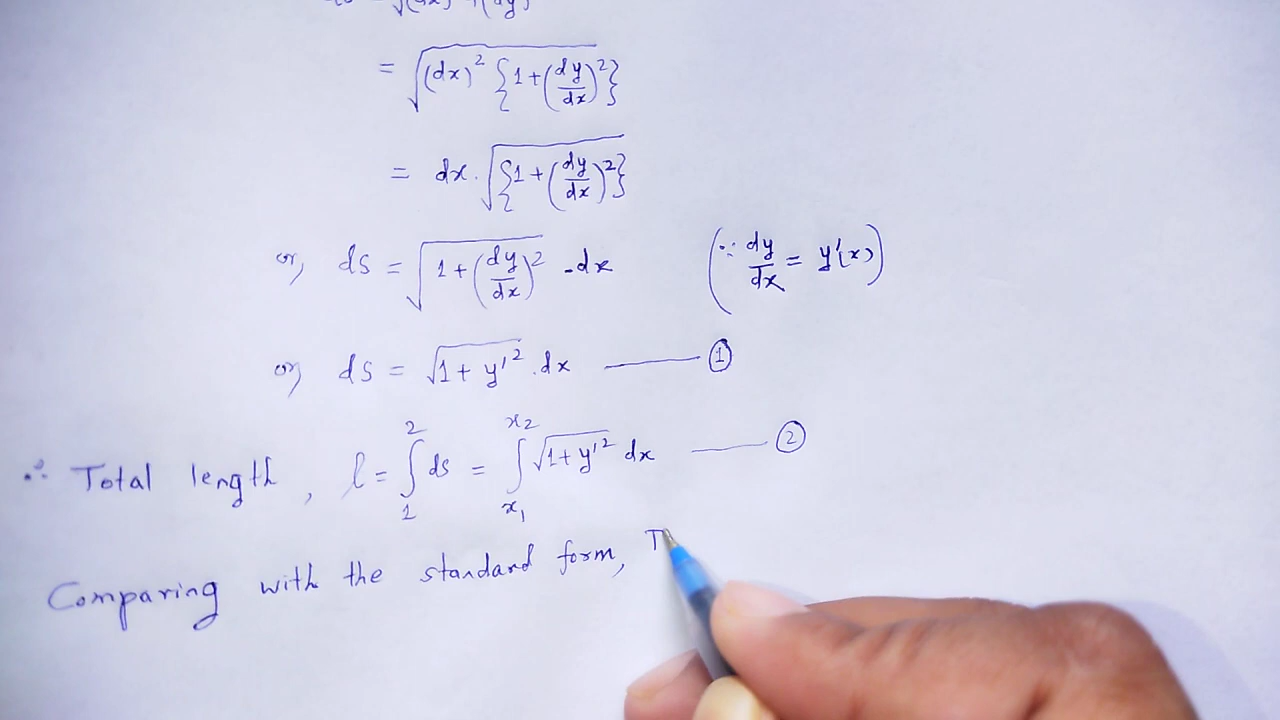 = √(dx)² {1+(dy/dx)²}
= dx. √{1+(dy/dx)²}
or, ds = √1+(dy/dx)² .dx (∵ dy/dx = y'(x))
or, ds = √1+y'² .dx —— ①
∴ Total length, l = ∫₁² ds = ∫ₓ₁ˣ² √1+y'² dx —— ②
Comparing with the standard form, T